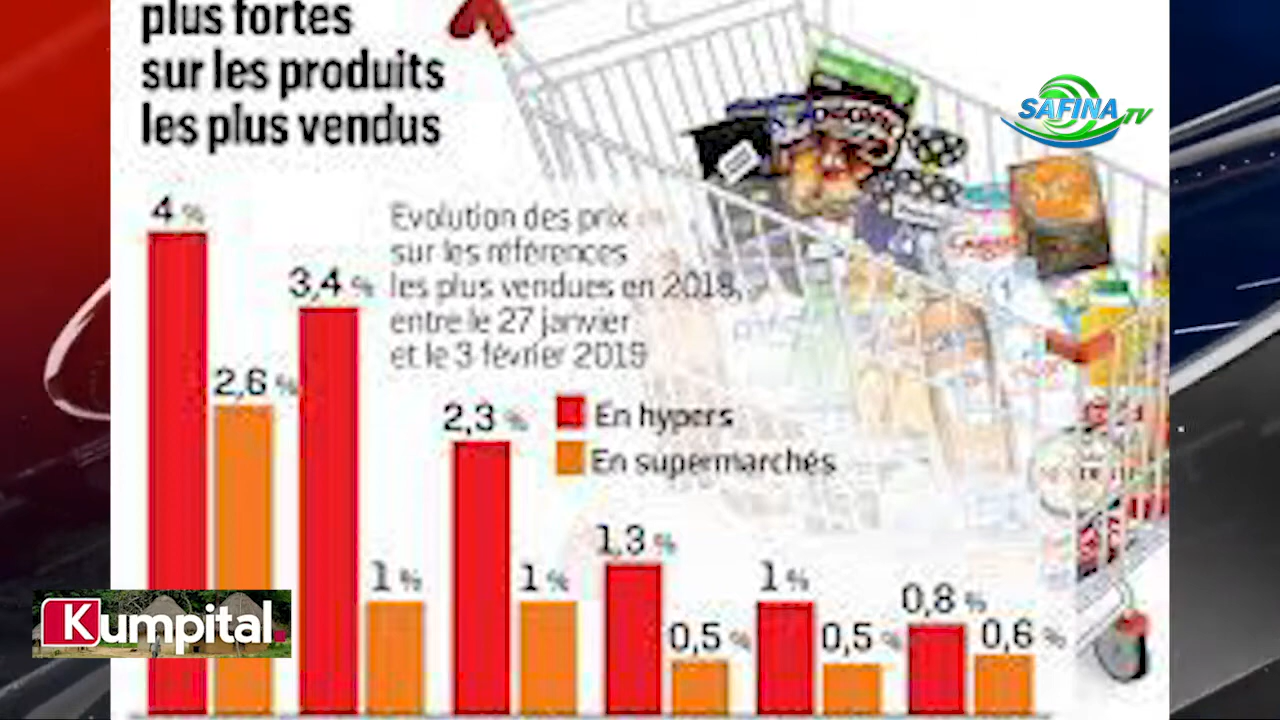 plus fortes
sur les produits
les plus vendus
SAFINA TV
4 %
2,6 %
3,4 %
1 %
2,3 %
1 %
1,3 %
0,5 %
1 %
0,5 %
0,8 %
0,6 %
Evolution des prix
sur les références
les plus vendues en 2018,
entre le 27 janvier
et le 3 février 2019
En hypers
En supermarchés
Kumpital.